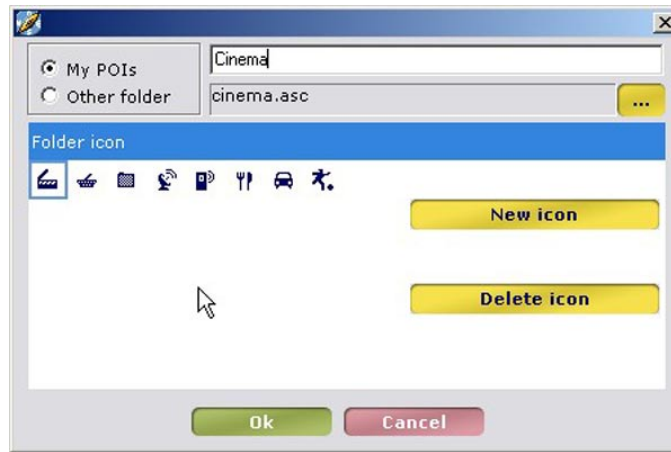 My POIs
Cinema
Other folder
cinema.asc
...
Folder icon
New icon
Delete icon
Ok
Cancel